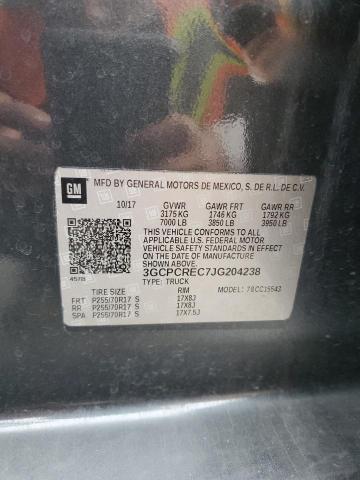 GM
MFD BY GENERAL MOTORS DE MEXICO, S. DE R.L. DE C.V.
10/17 GVWR GAWR FRT GAWR RR
3175 KG 1746 KG 1792 KG
7000 LB 3850 LB 3950 LB
THIS VEHICLE CONFORMS TO ALL
APPLICABLE U.S. FEDERAL MOTOR
VEHICLE SAFETY STANDARDS IN EFFECT
ON THE DATE OF MANUFACTURE
SHOWN ABOVE.
3GCPCREC7JG204238
TYPE: TRUCK
4578
TIRE SIZE RIM MODEL: 78CC15543
FRT P255/70R17 S 17X8J
RR P255/70R17 S 17X8J
SPA P255/70R17 S 17X7.5J